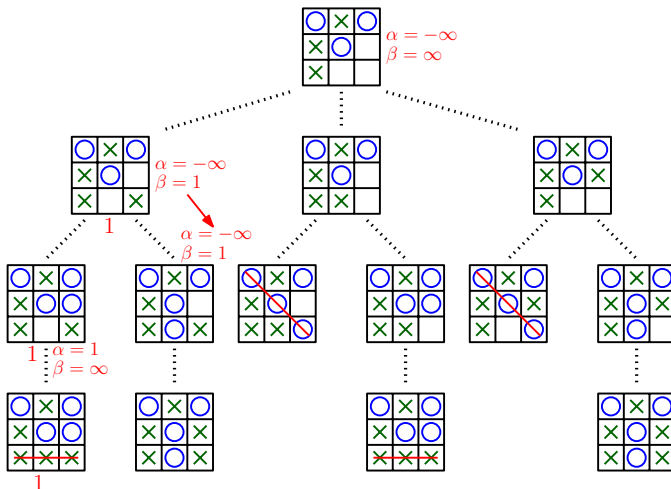 α = −∞
β = ∞
α = −∞
β = 1
1
α = −∞
β = 1
1
α = 1
β = ∞
1